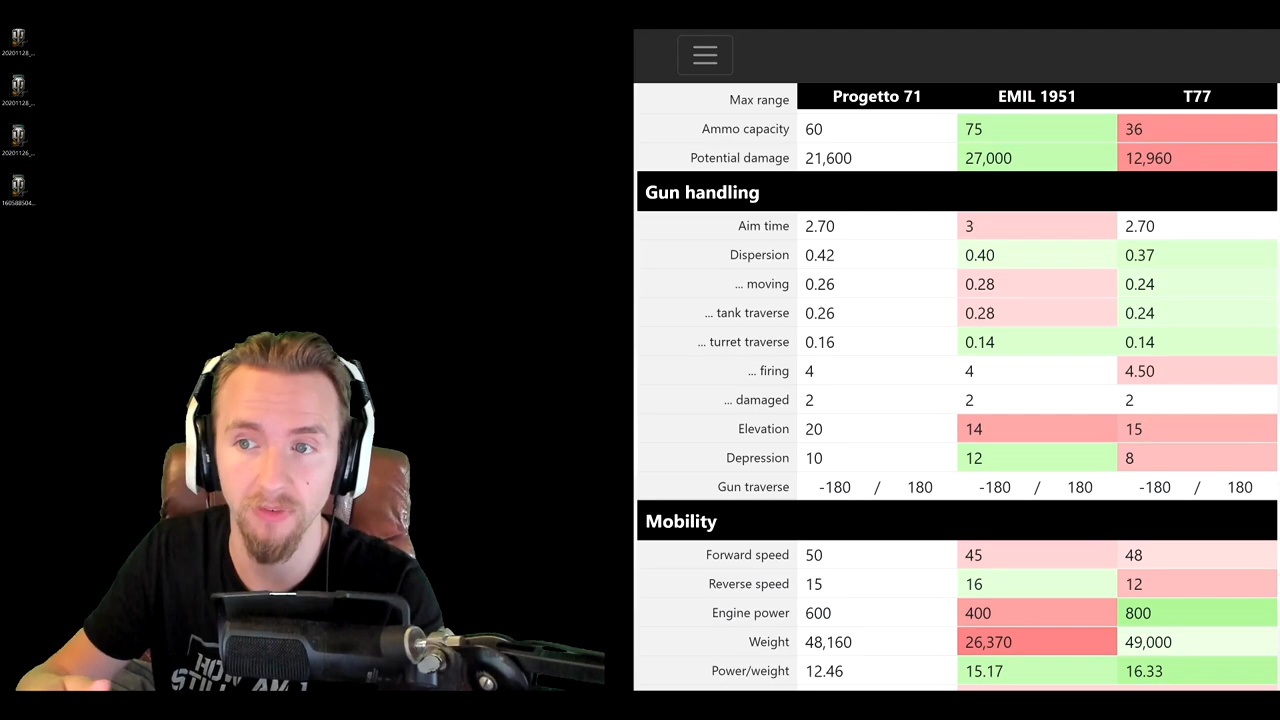 20201128_...
20201128_...
20201126_...
160588504...
Max range Progetto 71 EMIL 1951 T77
Ammo capacity 60 75 36
Potential damage 21,600 27,000 12,960
Gun handling
Aim time 2.70 3 2.70
Dispersion 0.42 0.40 0.37
... moving 0.26 0.28 0.24
... tank traverse 0.26 0.28 0.24
... turret traverse 0.16 0.14 0.14
... firing 4 4 4.50
... damaged 2 2 2
Elevation 20 14 15
Depression 10 12 8
Gun traverse -180 / 180 -180 / 180 -180 / 180
Mobility
Forward speed 50 45 48
Reverse speed 15 16 12
Engine power 600 400 800
Weight 48,160 26,370 49,000
Power/weight 12.46 15.17 16.33